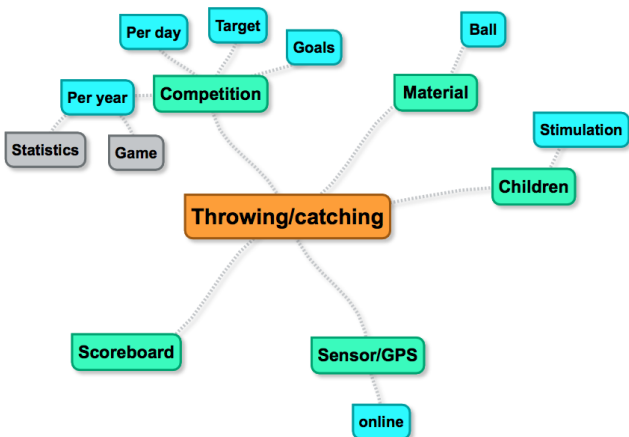 Per day
Target
Goals
Ball
Per year
Competition
Material
Statistics
Game
Stimulation
Children
Throwing/catching
Scoreboard
Sensor/GPS
online